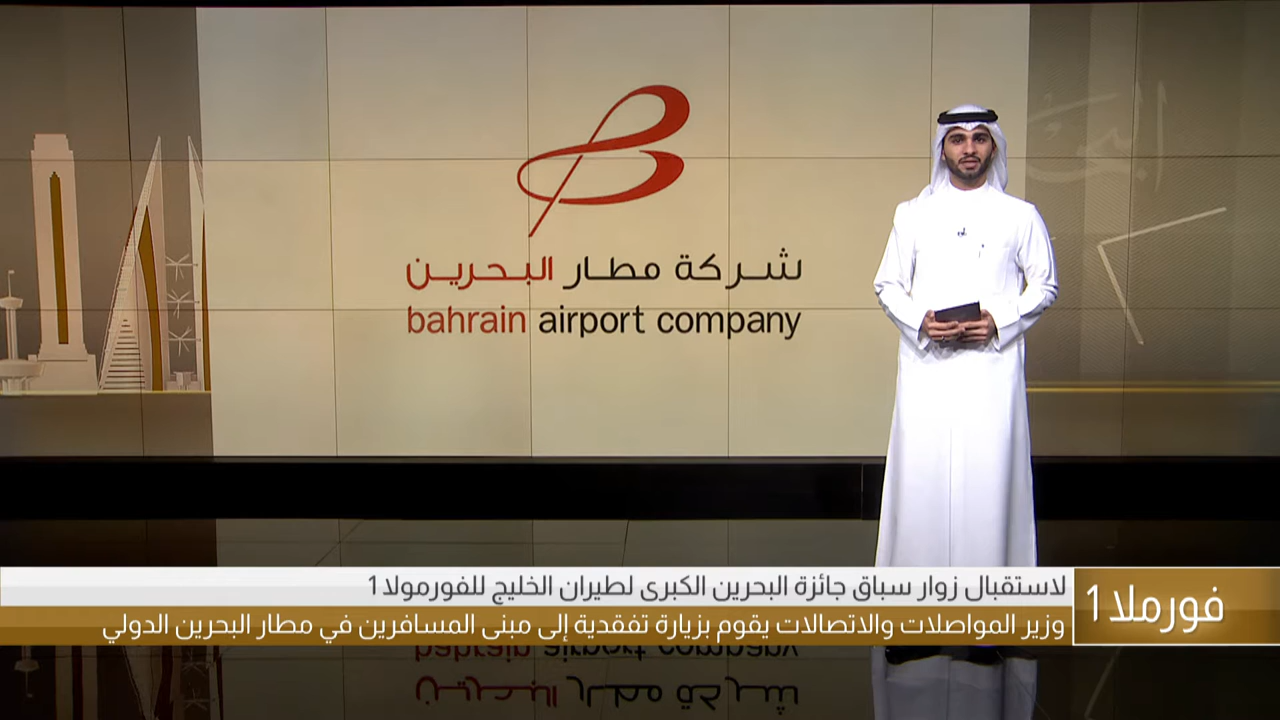 شركة مطار البحرين
bahrain airport company
فورملا 1
لاستقبال زوار سباق جائزة البحرين الكبرى لطيران الخليج للفورمولا 1
وزير المواصلات والاتصالات يقوم بزيارة تفقدية إلى مبنى المسافرين في مطار البحرين الدولي